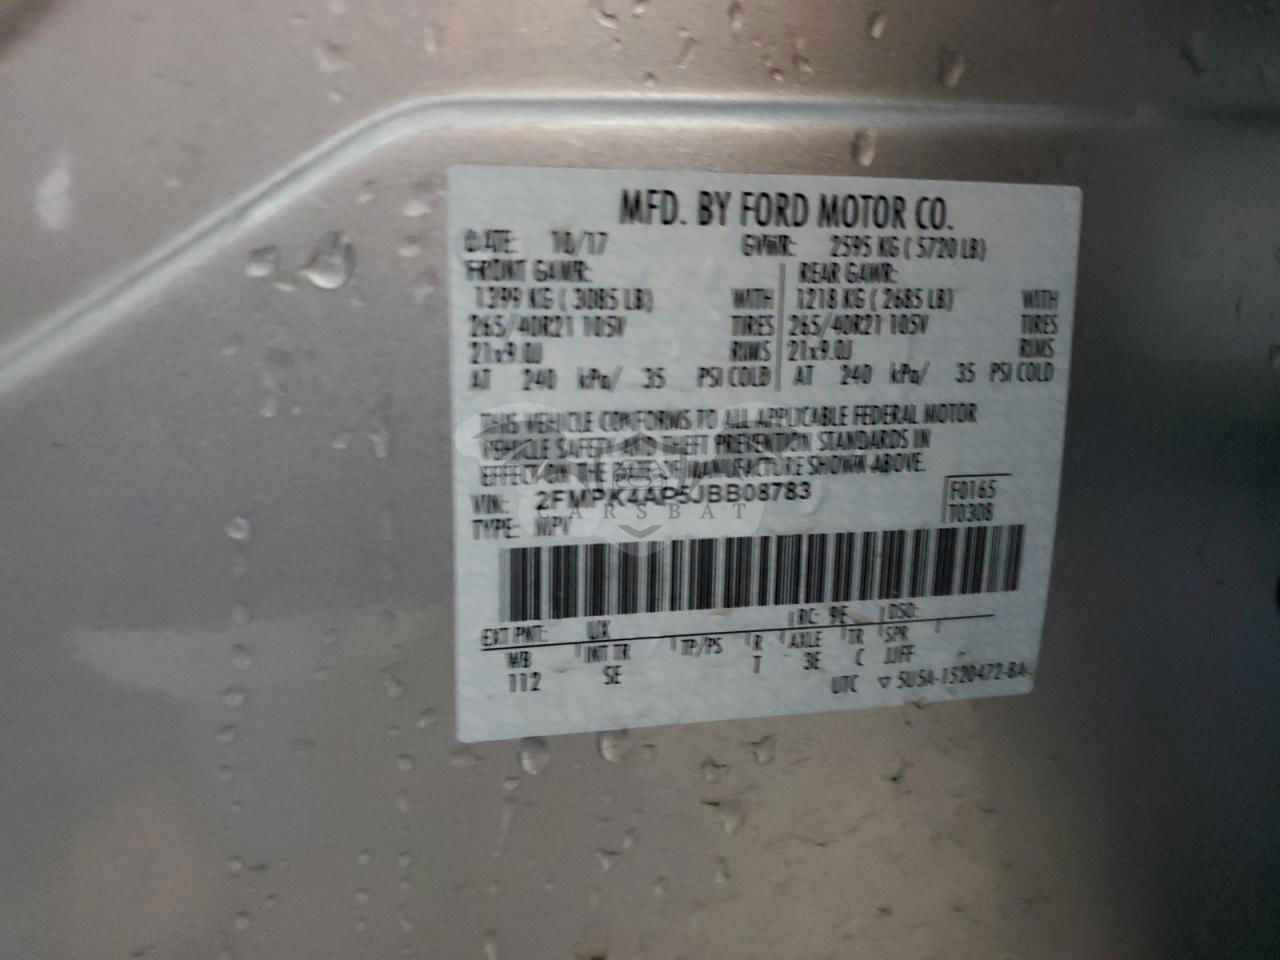 MFD. BY FORD MOTOR CO.
DATE: 10/17 GVWR: 2595 KG ( 5720 LB)
FRONT GAWR: REAR GAWR:
1399 KG ( 3085 LB) WITH 1218 KG ( 2685 LB) WITH
265/40R21 105V TIRES 265/40R21 105V TIRES
21x9.0J RIMS 21x9.0J RIMS
AT 240 kPa/ 35 PSI COLD AT 240 kPa/ 35 PSI COLD
THIS VEHICLE CONFORMS TO ALL APPLICABLE FEDERAL MOTOR
VEHICLE SAFETY AND THEFT PREVENTION STANDARDS IN
EFFECT ON THE DATE OF MANUFACTURE SHOWN ABOVE.
VIN: 2FMPK4AP5JBB08783 F0165
CARSBAT
TYPE: MPV T0308
EXT PNT: UX RC: 9E DSO:
WB INT TR TP/PS R AXLE TR SPR
112 SE T 3E C JJFF
UTC ▽ 5U5A-1520472-BA